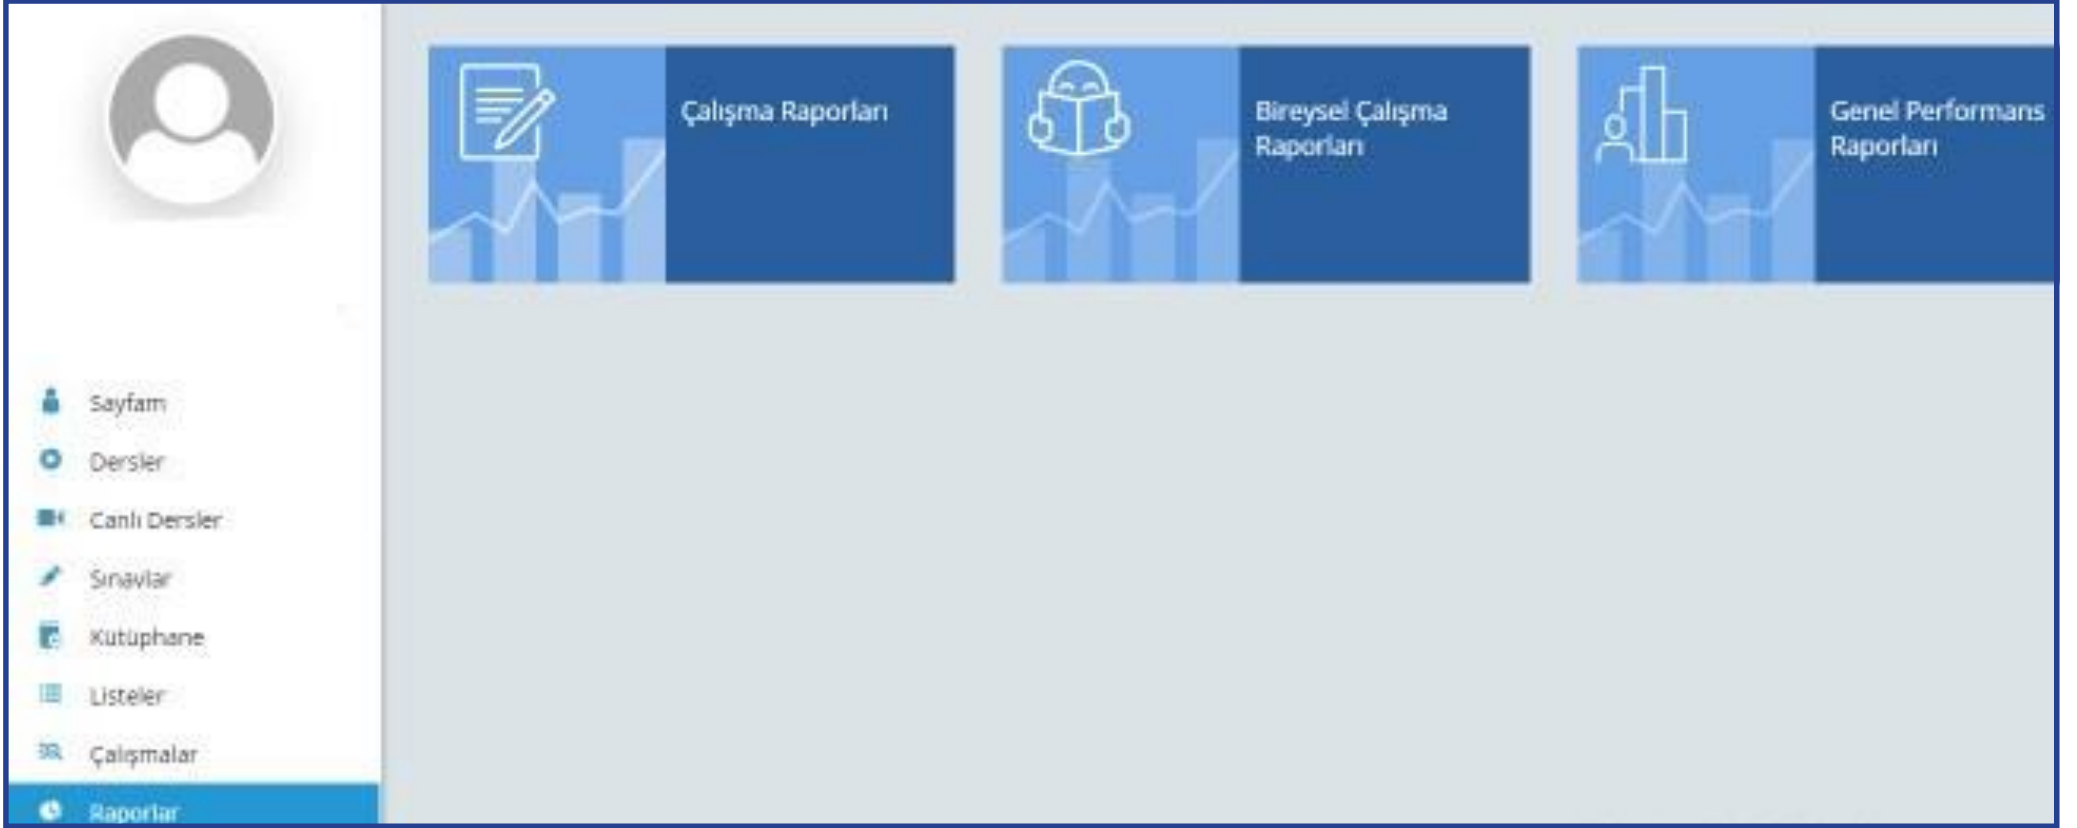 Çalışma Raporları
Bireysel Çalışma
Raporları
Genel Performans
Raporları
Sayfam
Dersler
Canlı Dersler
Sınavlar
Kütüphane
Listeler
Çalışmalar
Raporlar